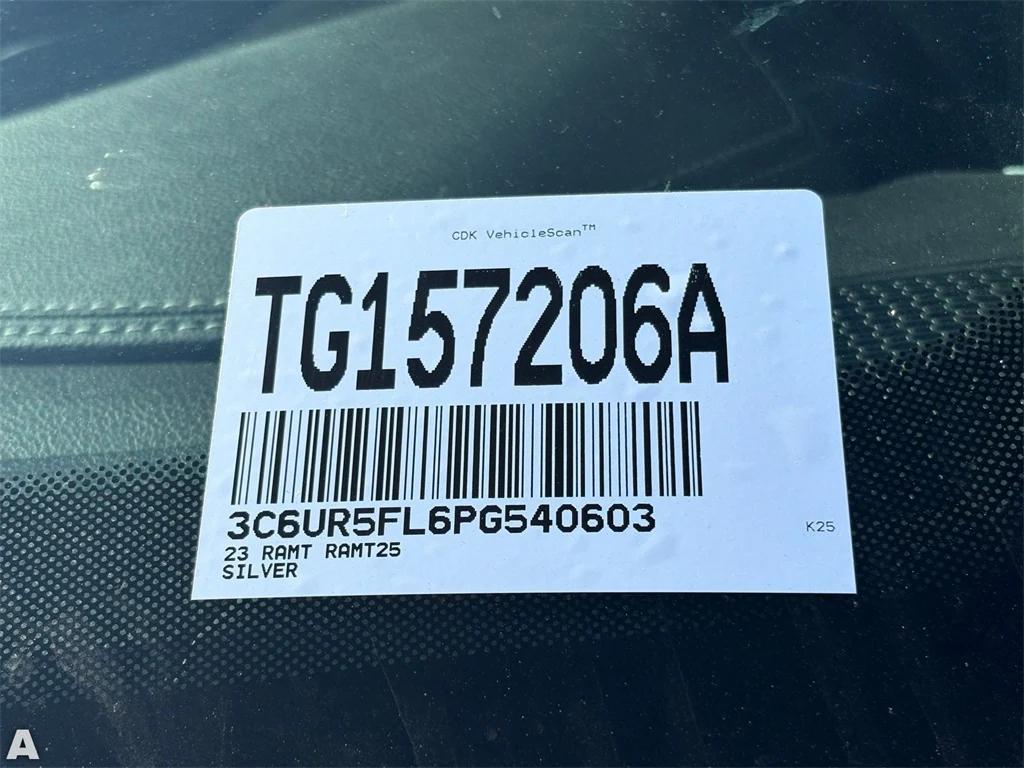 CDK VehicleScan™
TG157206A
3C6UR5FL6PG540603
K25
23 RAMT RAMT25
SILVER
A